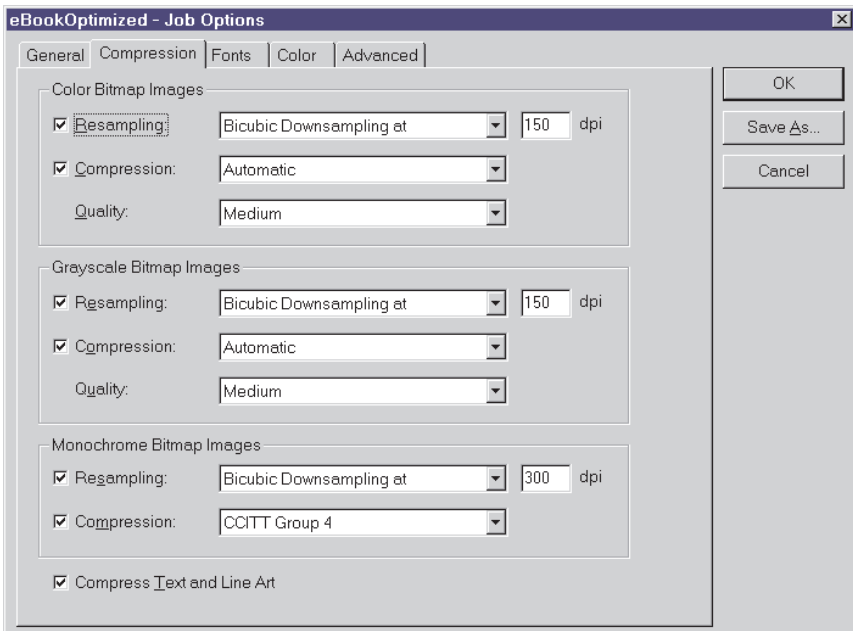 eBookOptimized - Job Options
General Compression Fonts Color Advanced
Color Bitmap Images
Resampling: Bicubic Downsampling at 150 dpi
Compression: Automatic
Quality: Medium
Grayscale Bitmap Images
Resampling: Bicubic Downsampling at 150 dpi
Compression: Automatic
Quality: Medium
Monochrome Bitmap Images
Resampling: Bicubic Downsampling at 300 dpi
Compression: CCITT Group 4
Compress Text and Line Art
OK
Save As...
Cancel